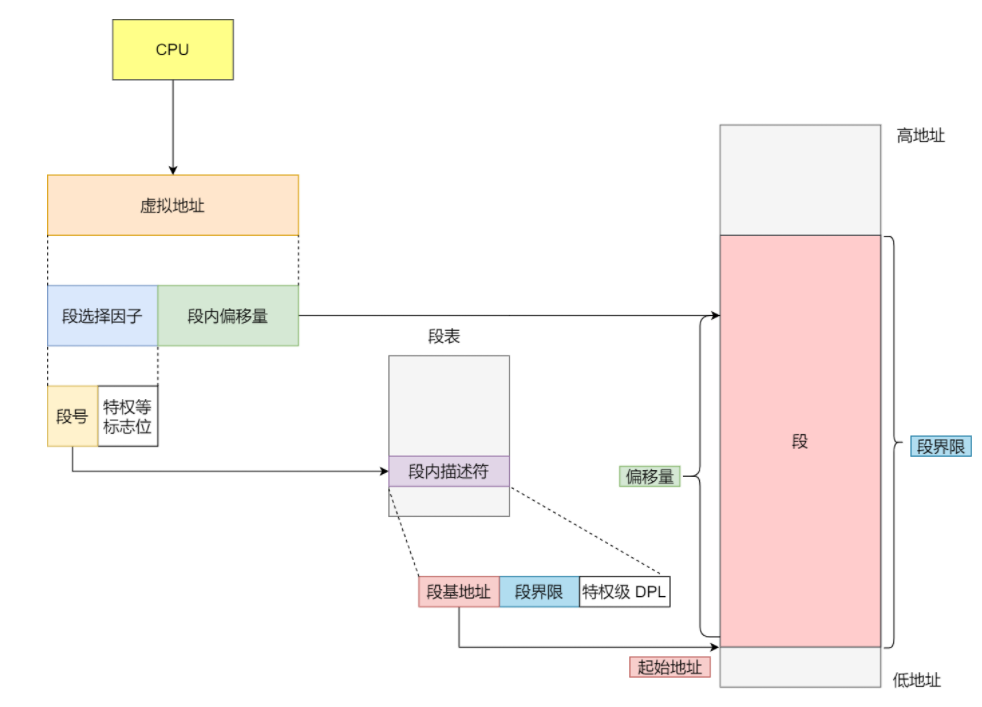 CPU
高地址
虚拟地址
段选择因子
段内偏移量
段表
段号
特权等
标志位
段
段界限
段内描述符
偏移量
段基地址
段界限
特权级 DPL
起始地址
低地址